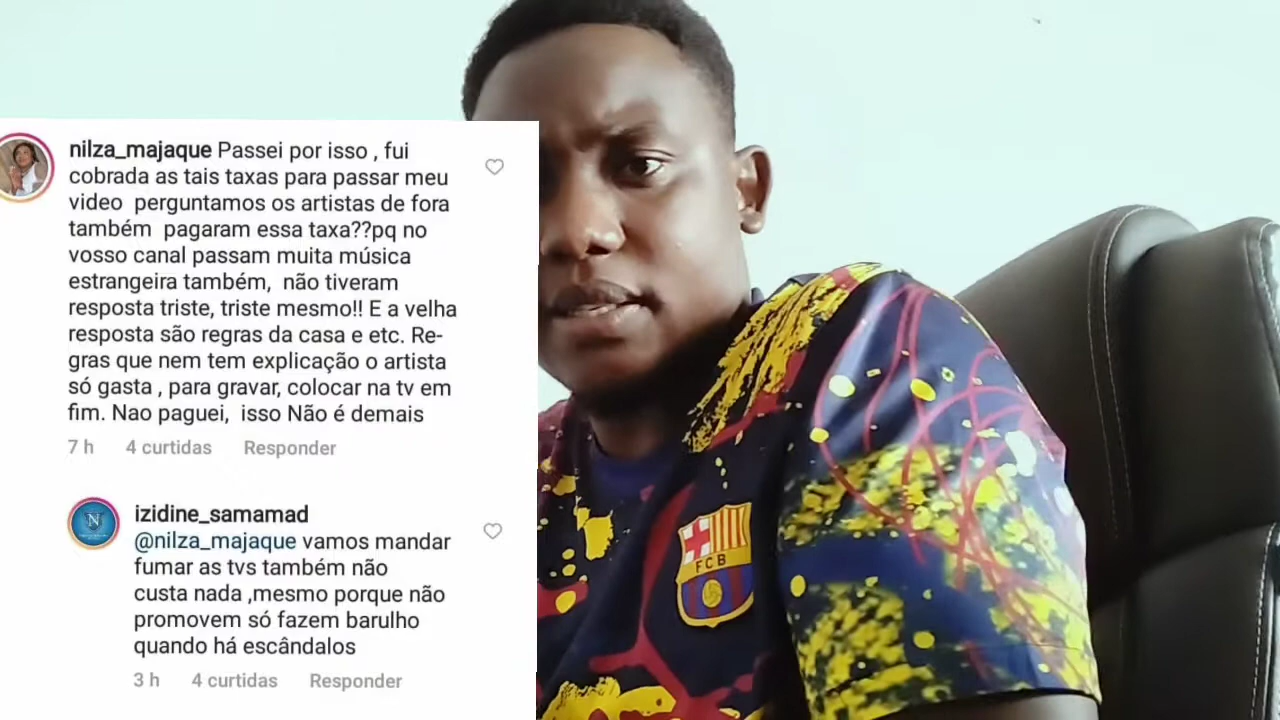 nilza_majaque Passei por isso , fui
cobrada as tais taxas para passar meu
video perguntamos os artistas de fora
também pagaram essa taxa??pq no
vosso canal passam muita música
estrangeira também, não tiveram
resposta triste, triste mesmo!! E a velha
resposta são regras da casa e etc. Re-
gras que nem tem explicação o artista
só gasta , para gravar, colocar na tv em
fim. Nao paguei, isso Não é demais
7 h 4 curtidas Responder
N
izidine_samamad
@nilza_majaque vamos mandar
fumar as tvs também não
custa nada ,mesmo porque não
promovem só fazem barulho
quando há escândalos
3 h 4 curtidas Responder
FCB